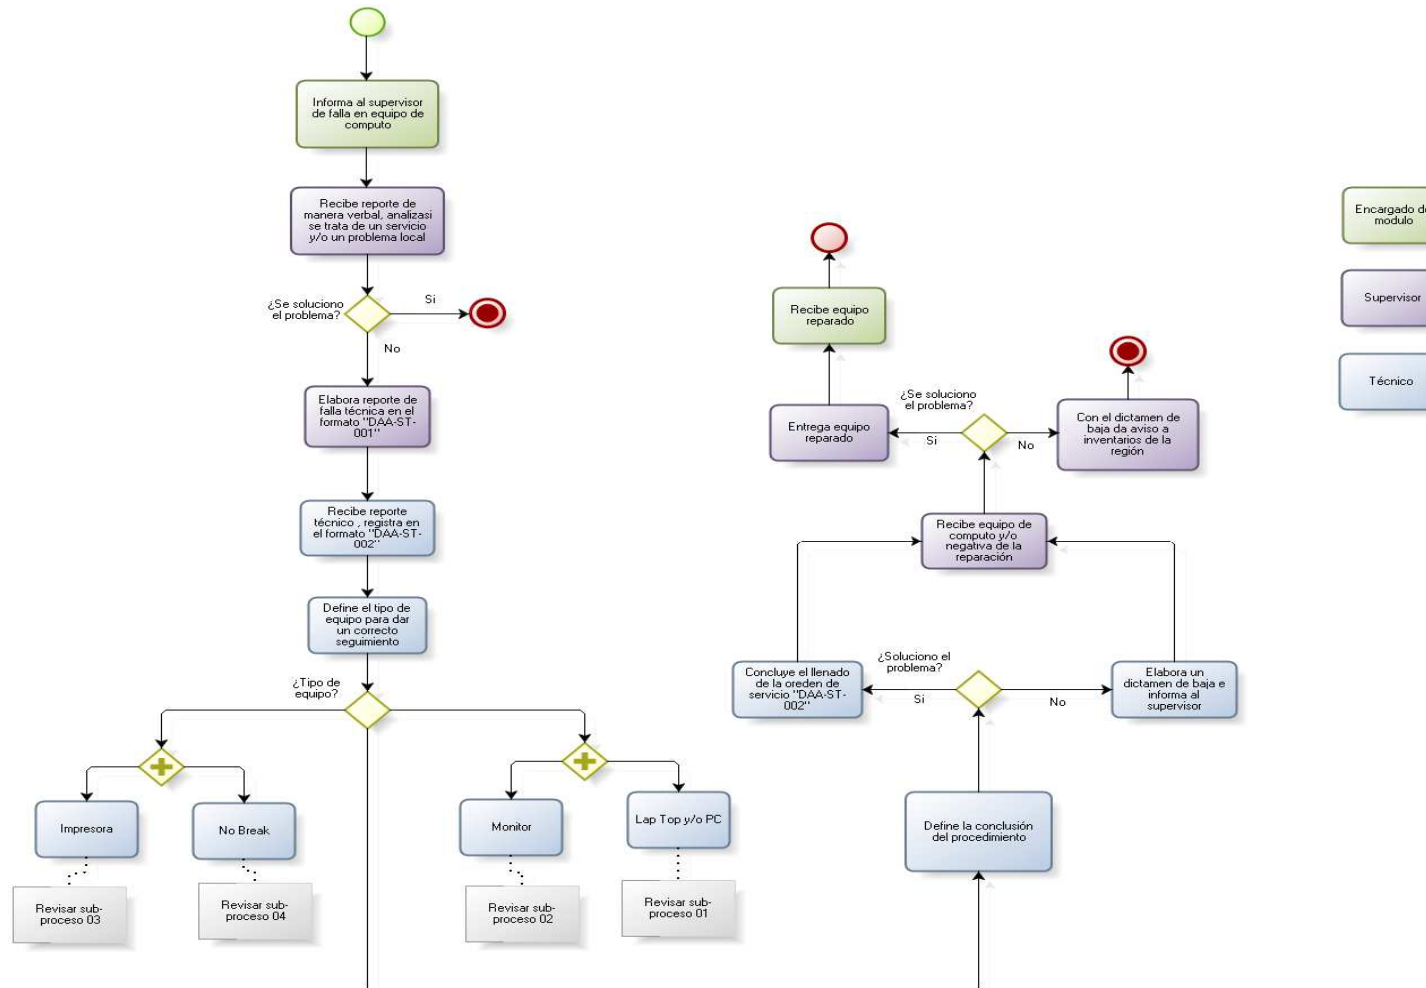 Informa al supervisor
de falla en equipo de
computo
Recibe reporte de
manera verbal, analizasi
se trata de un servicio
y/o un problema local
¿Se soluciono
el problema?
Si
No
Elabora reporte de
falla técnica en el
formato "DAA-ST-
001"
Recibe reporte
técnico , registra en
el formato "DAA-ST-
002"
Define el tipo de
equipo para dar
un correcto
seguimiento
¿Tipo de
equipo?
Impresora
No Break
Monitor
Lap Top y/o PC
Revisar sub-
proceso 03
Revisar sub-
proceso 04
Revisar sub-
proceso 02
Revisar sub-
proceso 01
Recibe equipo
reparado
Entrega equipo
reparado
¿Se soluciono
el problema?
Si
No
Con el dictamen de
baja da aviso a
inventarios de la
región
Recibe equipo de
computo y/o
negativa de la
reparación
Concluye el llenado
de la oreden de
servicio "DAA-ST-
002"
¿Soluciono el
problema?
Si
No
Elabora un
dictamen de baja e
informa al
supervisor
Define la conclusión
del procedimiento
Encargado de
modulo
Supervisor
Técnico